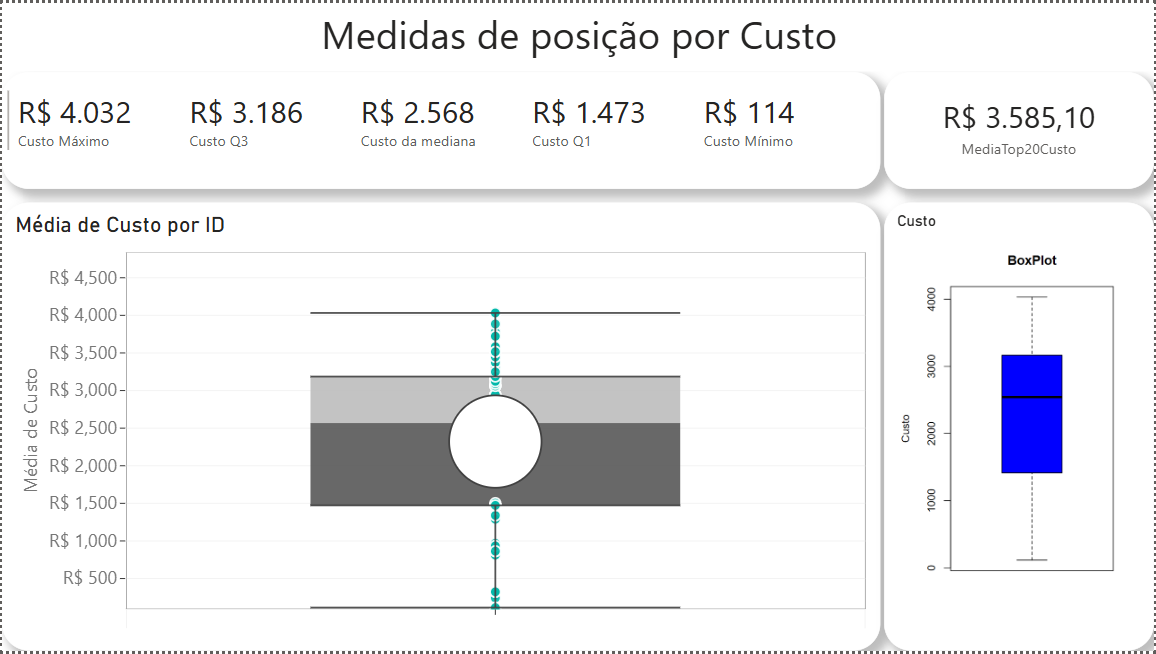 Medidas de posição por Custo
R$ 4.032
Custo Máximo
R$ 3.186
Custo Q3
R$ 2.568
Custo da mediana
R$ 1.473
Custo Q1
R$ 114
Custo Mínimo
R$ 3.585,10
MediaTop20Custo
Média de Custo por ID
Média de Custo
R$ 4,500
R$ 4,000
R$ 3,500
R$ 3,000
R$ 2,500
R$ 2,000
R$ 1,500
R$ 1,000
R$ 500
Custo
BoxPlot
Custo
4000
3000
2000
1000
0